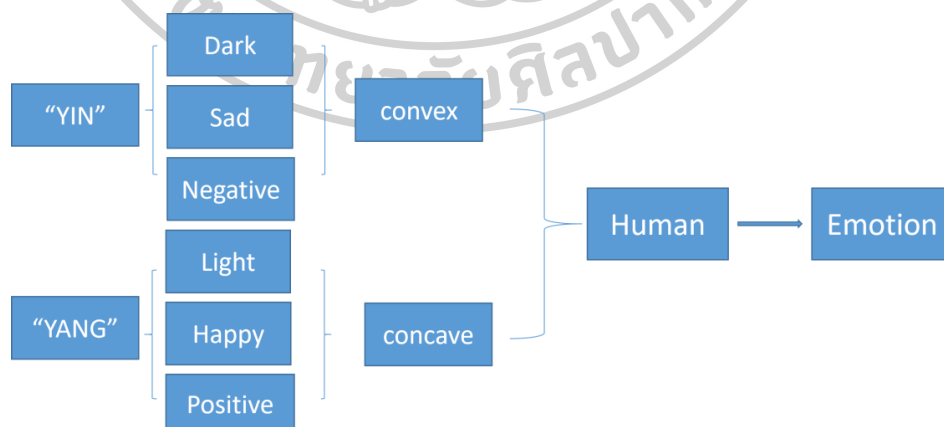 Dark
"YIN"
Sad
convex
Negative
Human
Emotion
Light
"YANG"
Happy
concave
Positive